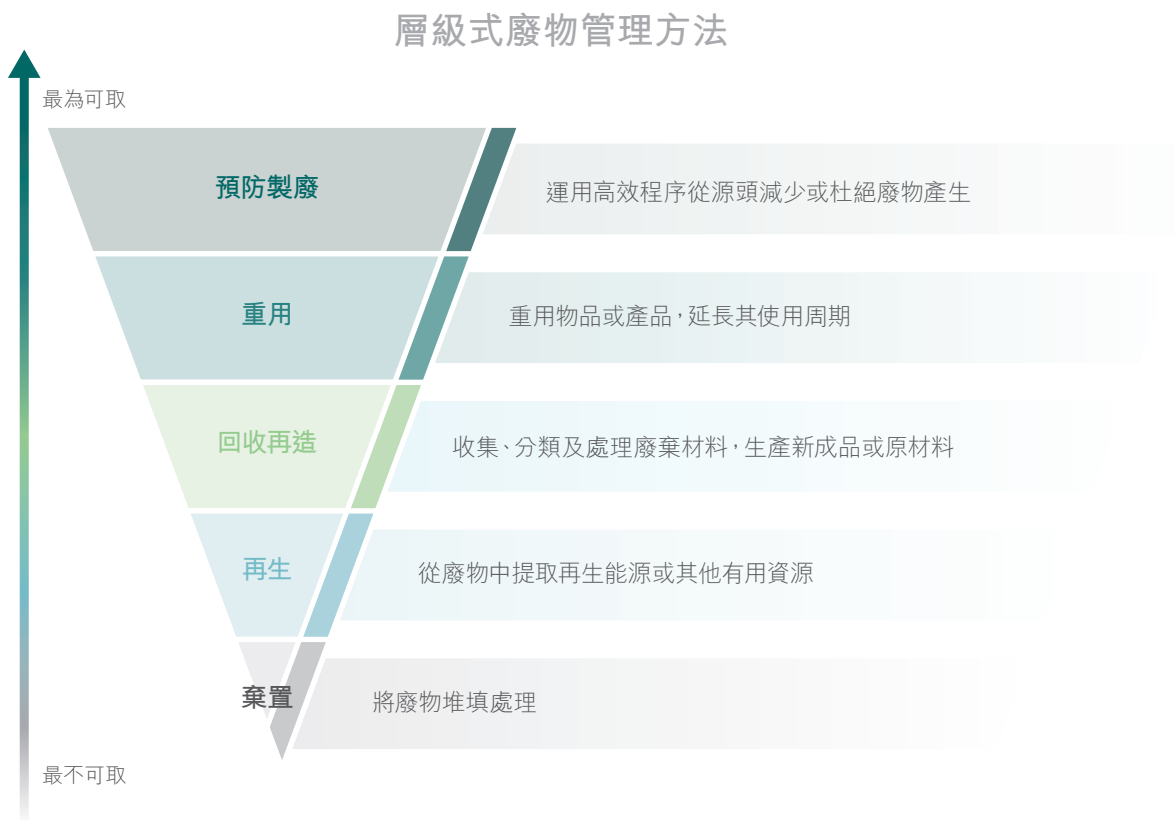 層級式廢物管理方法
最為可取
預防製廢
運用高效程序從源頭減少或杜絕廢物產生
重用
重用物品或產品，延長其使用周期
回收再造
收集、分類及處理廢棄材料，生產新成品或原材料
再生
從廢物中提取再生能源或其他有用資源
棄置
將廢物堆填處理
最不可取